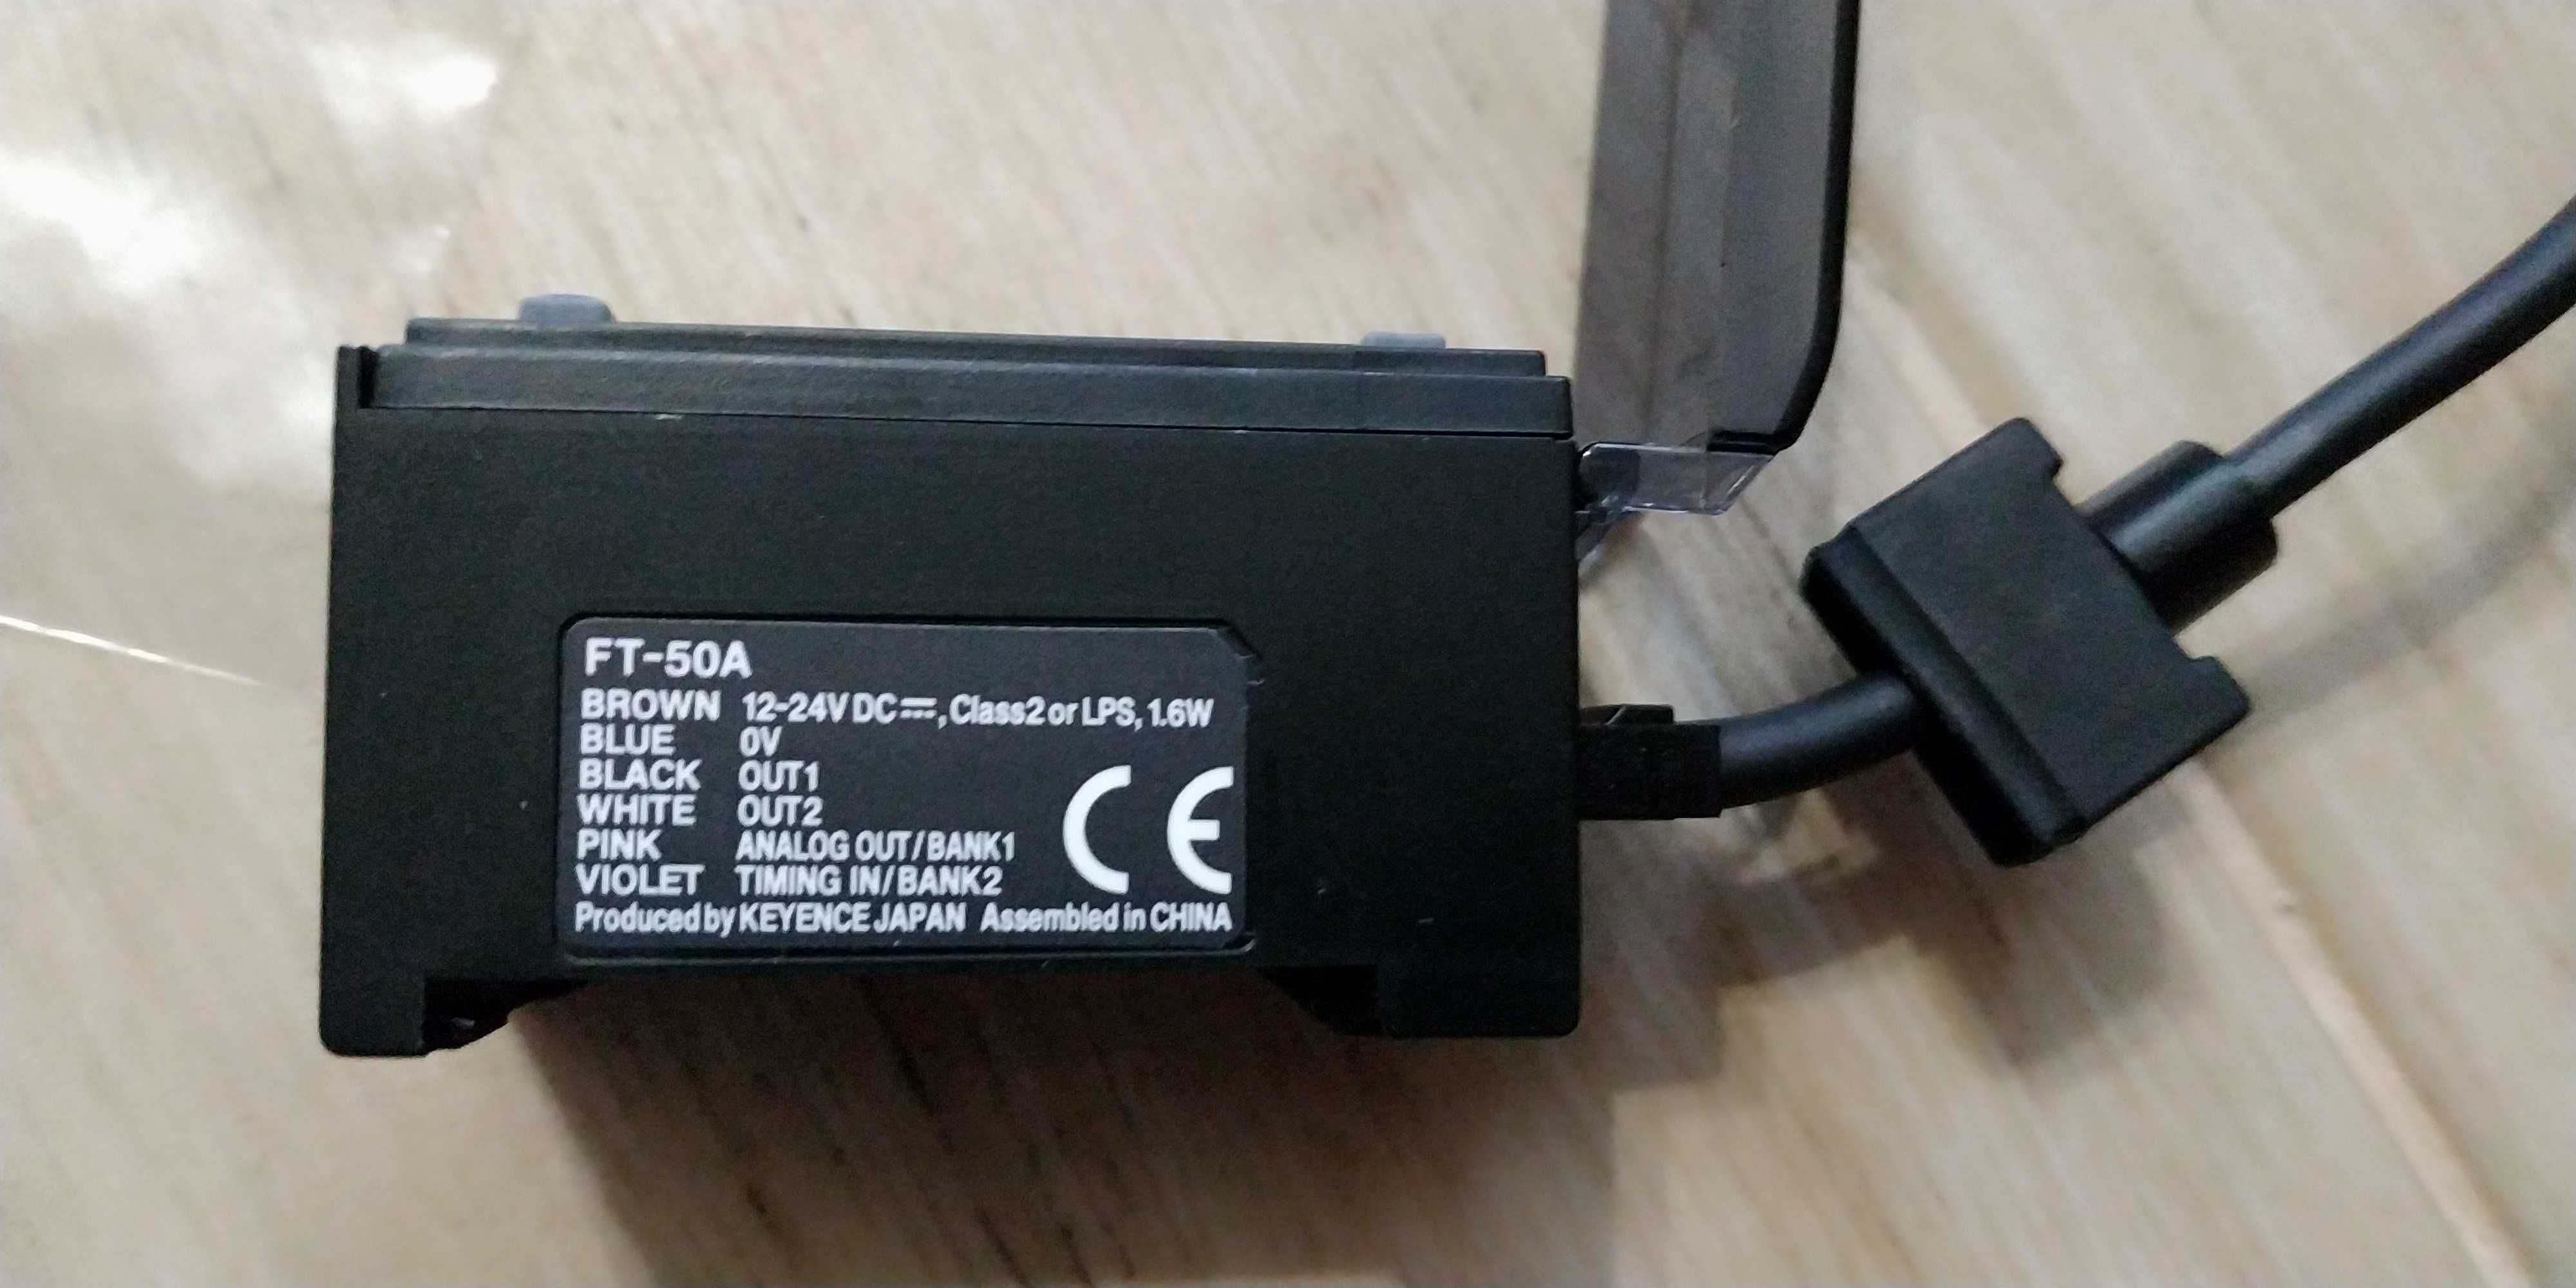 FT-50A
BROWN 12-24V DC⎓, Class2 or LPS, 1.6W
BLUE 0V
BLACK OUT1
WHITE OUT2
PINK ANALOG OUT/BANK1
VIOLET TIMING IN/BANK2
CE
Produced by KEYENCE JAPAN Assembled in CHINA